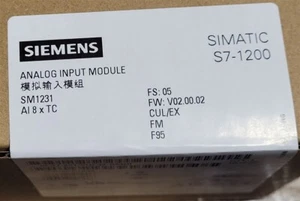 SIEMENS
SIMATIC
S7-1200
ANALOG INPUT MODULE
模拟输入模组
SM1231
AI 8 x TC
FS: 05
FW: V02.00.02
CUL/EX
FM
F95